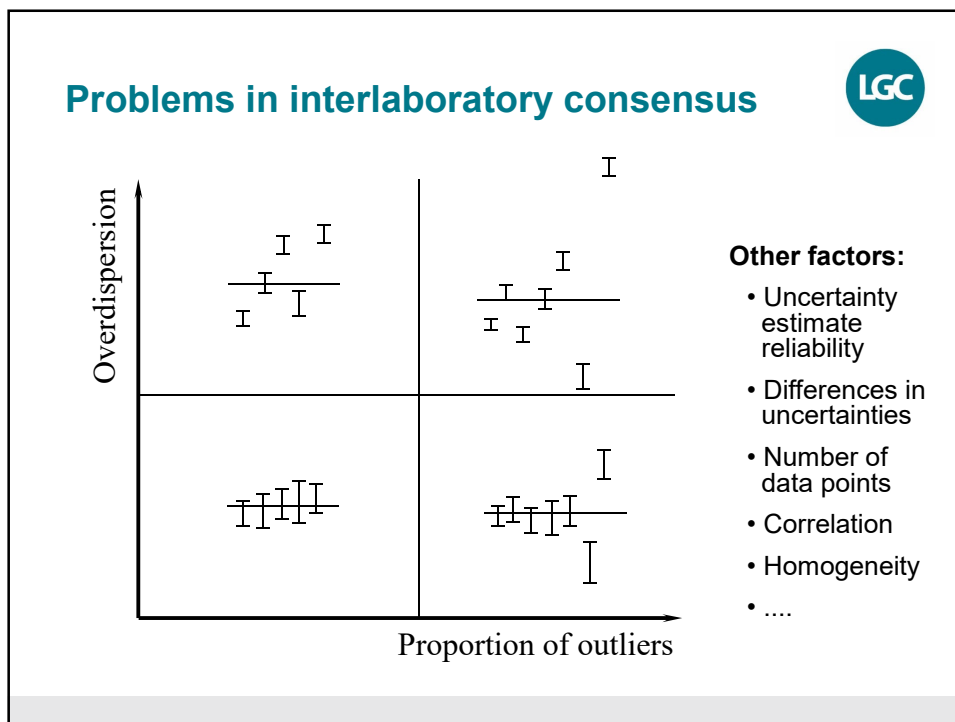 Problems in interlaboratory consensus
LGC
Overdispersion
Proportion of outliers
Other factors:
• Uncertainty
estimate
reliability
• Differences in
uncertainties
• Number of
data points
• Correlation
• Homogeneity
• ....